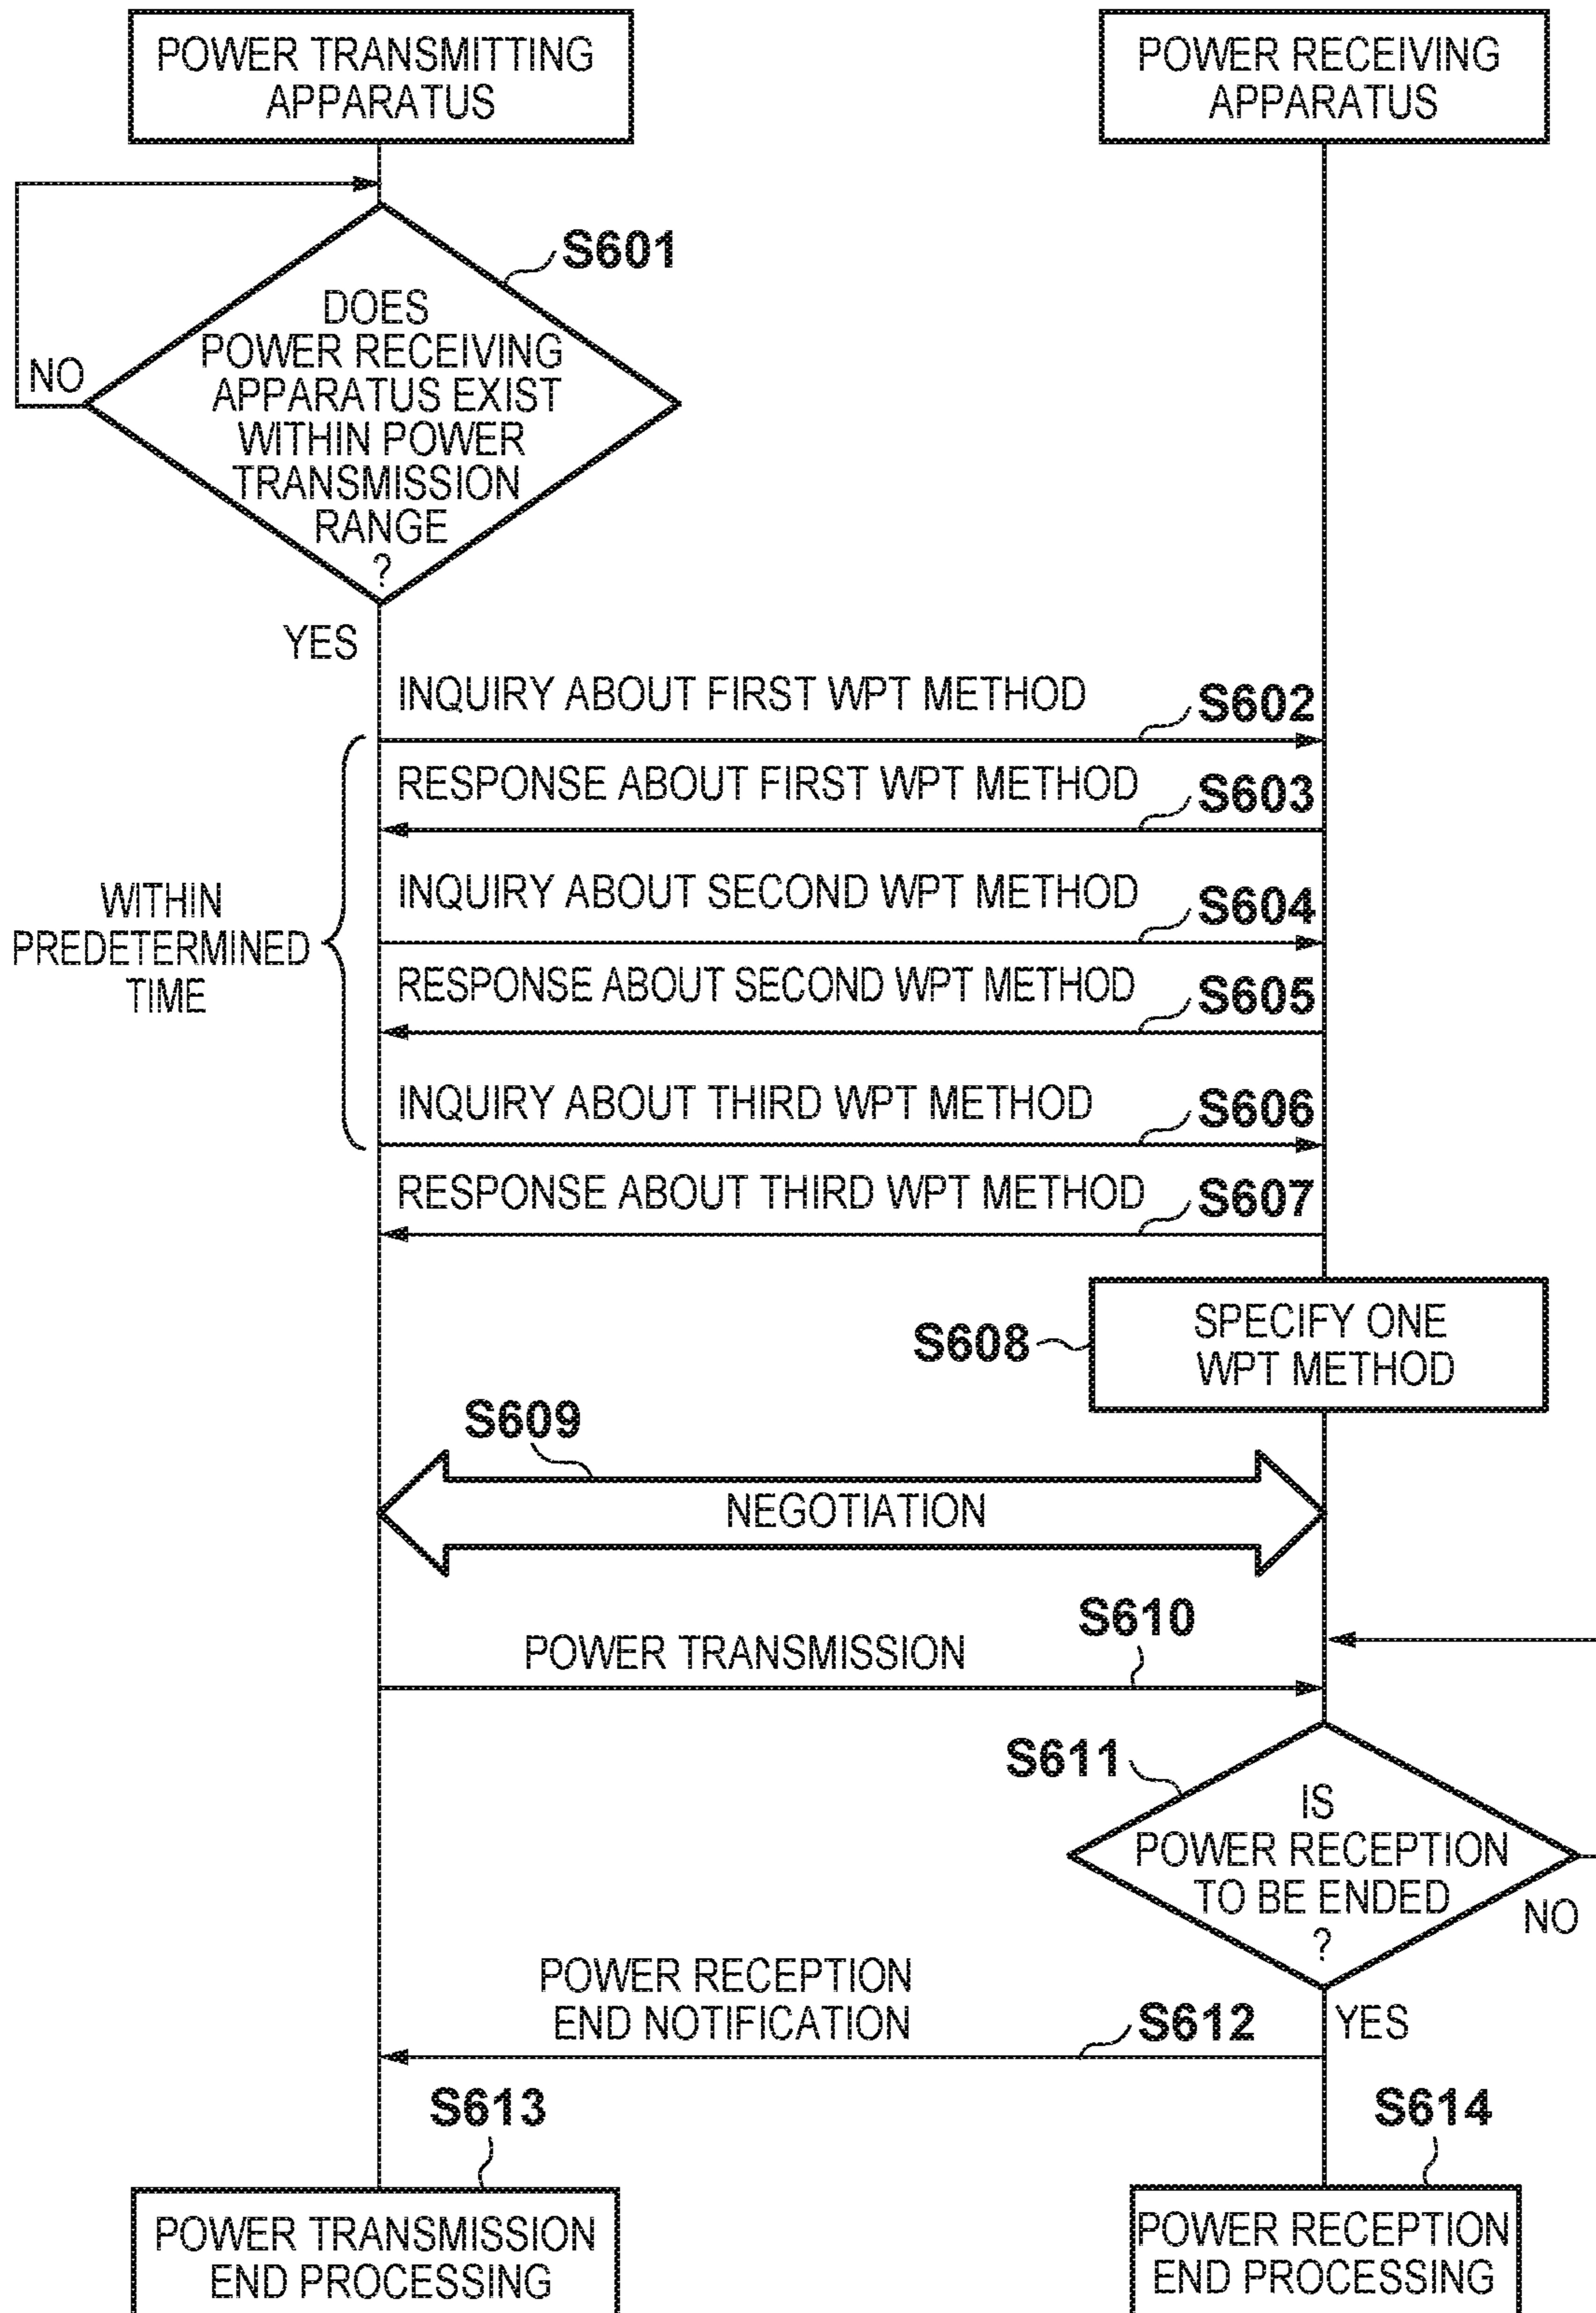 POWER TRANSMITTING
APPARATUS
POWER RECEIVING
APPARATUS
S601
DOES
POWER RECEIVING
APPARATUS EXIST
WITHIN POWER
TRANSMISSION
RANGE
?
NO
YES
INQUIRY ABOUT FIRST WPT METHOD
S602
RESPONSE ABOUT FIRST WPT METHOD
S603
WITHIN
PREDETERMINED
TIME
INQUIRY ABOUT SECOND WPT METHOD
S604
RESPONSE ABOUT SECOND WPT METHOD
S605
INQUIRY ABOUT THIRD WPT METHOD
S606
RESPONSE ABOUT THIRD WPT METHOD
S607
S608
SPECIFY ONE
WPT METHOD
S609
NEGOTIATION
S610
POWER TRANSMISSION
S611
IS
POWER RECEPTION
TO BE ENDED
?
NO
YES
POWER RECEPTION
END NOTIFICATION
S612
S613
S614
POWER TRANSMISSION
END PROCESSING
POWER RECEPTION
END PROCESSING